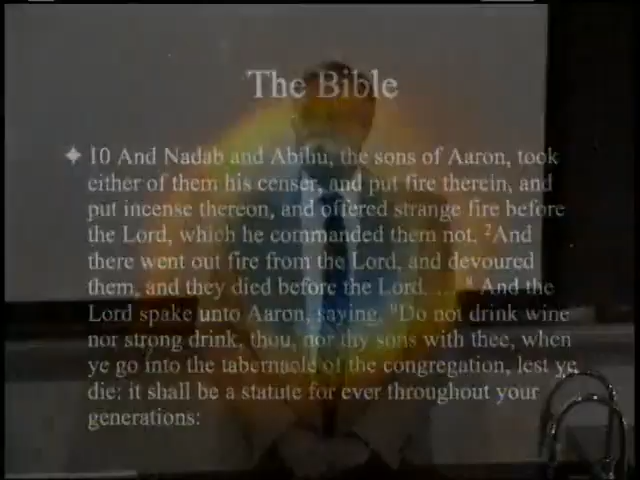 The Bible
10 And Nadab and Abihu, the sons of Aaron, took
either of them his censer, and put fire therein, and
put incense thereon, and offered strange fire before
the Lord, which he commanded them not. ²And
there went out fire from the Lord, and devoured
them, and they died before the Lord....... ⁸ And the
Lord spake unto Aaron, saying, ⁹Do not drink wine
nor strong drink, thou, nor thy sons with thee, when
ye go into the tabernacle of the congregation, lest ye
die: it shall be a statute for ever throughout your
generations: